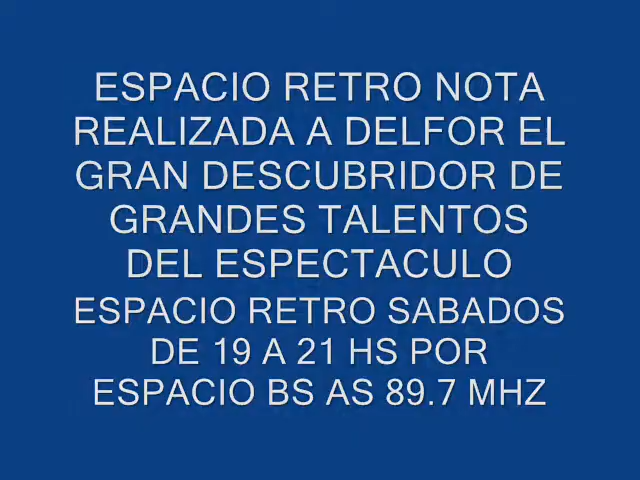 ESPACIO RETRO NOTA
REALIZADA A DELFOR EL
GRAN DESCUBRIDOR DE
GRANDES TALENTOS
DEL ESPECTACULO
ESPACIO RETRO SABADOS
DE 19 A 21 HS POR
ESPACIO BS AS 89.7 MHZ